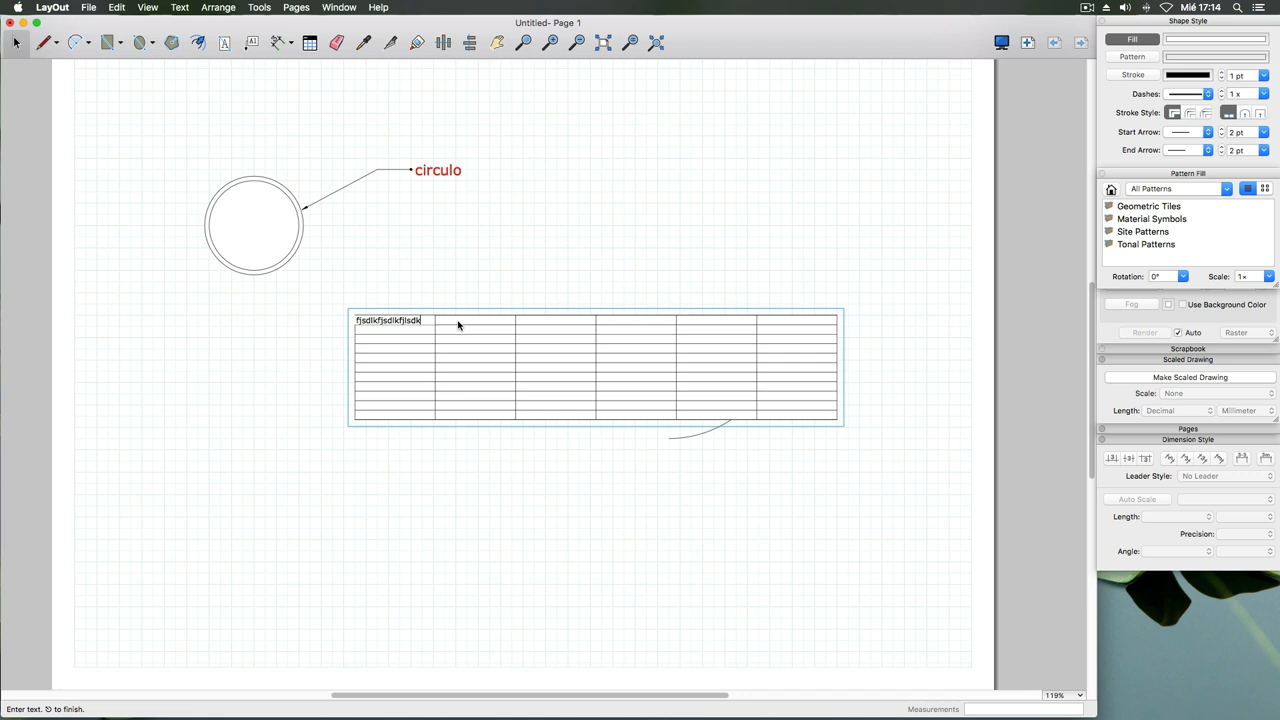 LayOut File Edit View Text Arrange Tools Pages Window Help
Mié 17:14
Untitled- Page 1
circulo
fjsdlkfjsdlkfjlsdk
Shape Style
Fill
Pattern
Stroke 1 pt
Dashes: 1 x
Stroke Style:
Start Arrow: 2 pt
End Arrow: 2 pt
Pattern Fill
All Patterns
Geometric Tiles
Material Symbols
Site Patterns
Tonal Patterns
Rotation: 0° Scale: 1×
Fog Use Background Color
Render Auto Raster
Scrapbook
Scaled Drawing
Make Scaled Drawing
Scale: None
Length: Decimal Millimeter
Pages
Dimension Style
Leader Style: No Leader
Auto Scale
Length:
Precision:
Angle:
119%
Enter text. ⎋ to finish.
Measurements